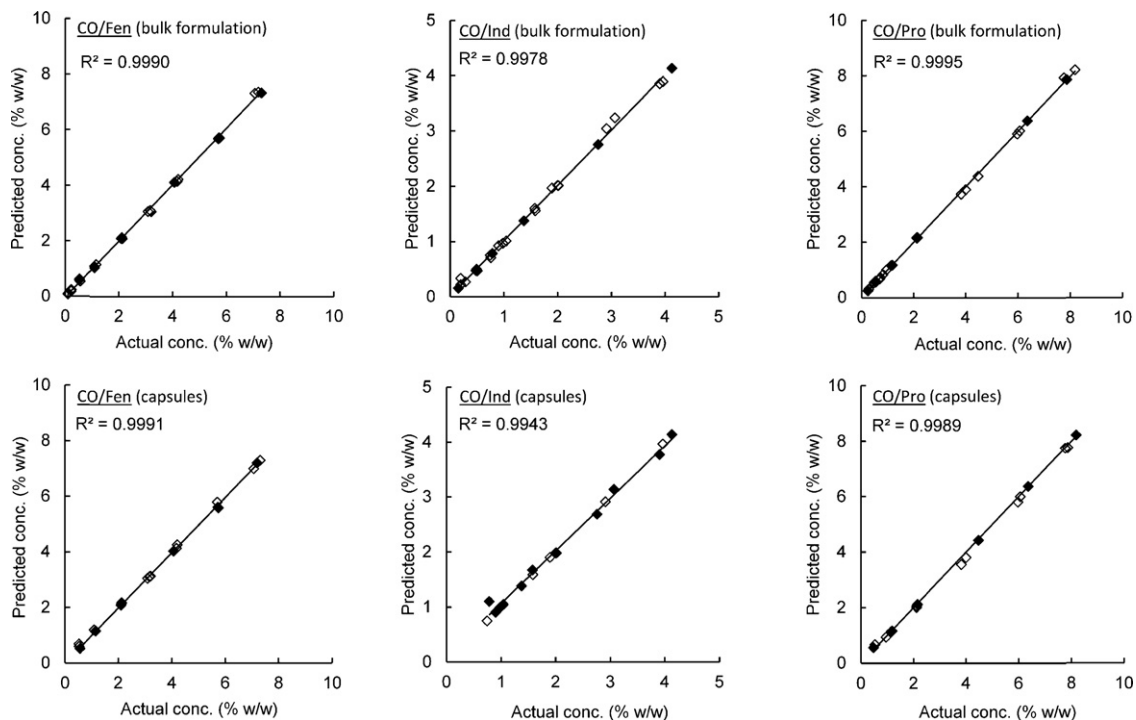 CO/Fen (bulk formulation)
R² = 0.9990
Predicted conc. (% w/w)
10
8
6
4
2
0
0 2 4 6 8 10
Actual conc. (% w/w)
CO/Ind (bulk formulation)
R² = 0.9978
Predicted conc. (% w/w)
5
4
3
2
1
0
0 1 2 3 4 5
Actual conc. (% w/w)
CO/Pro (bulk formulation)
R² = 0.9995
Predicted conc. (% w/w)
10
8
6
4
2
0
0 2 4 6 8 10
Actual conc. (% w/w)
CO/Fen (capsules)
R² = 0.9991
Predicted conc. (% w/w)
10
8
6
4
2
0
0 2 4 6 8 10
Actual conc. (% w/w)
CO/Ind (capsules)
R² = 0.9943
Predicted conc. (% w/w)
5
4
3
2
1
0
0 1 2 3 4 5
Actual conc. (% w/w)
CO/Pro (capsules)
R² = 0.9989
Predicted conc. (% w/w)
10
8
6
4
2
0
0 2 4 6 8 10
Actual conc. (% w/w)